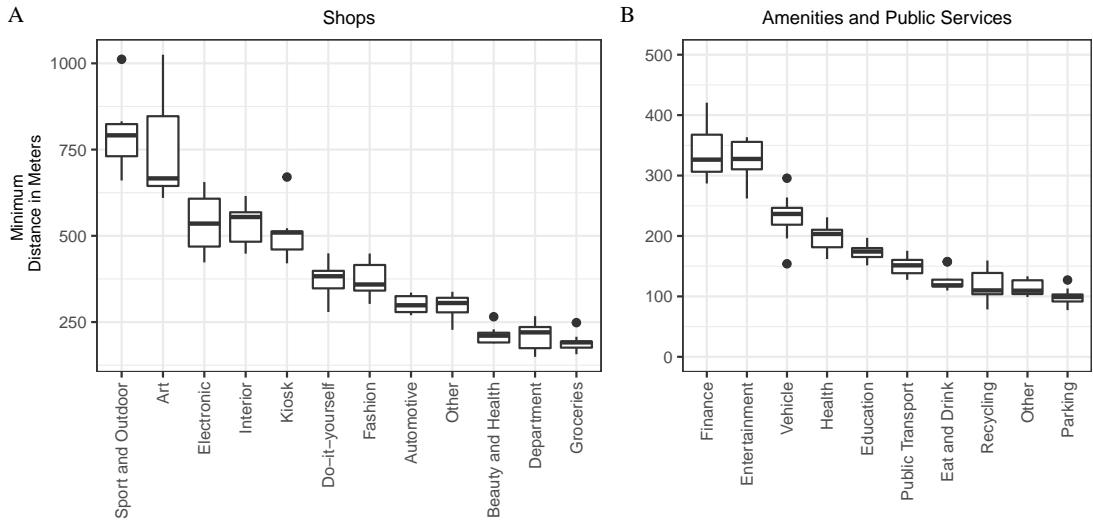 A
Shops
1000
750
500
250
Minimum
Distance in Meters
Sport and Outdoor
Art
Electronic
Interior
Kiosk
Do−it−yourself
Fashion
Automotive
Other
Beauty and Health
Department
Groceries
B
Amenities and Public Services
500
400
300
200
100
0
Finance
Entertainment
Vehicle
Health
Education
Public Transport
Eat and Drink
Recycling
Other
Parking